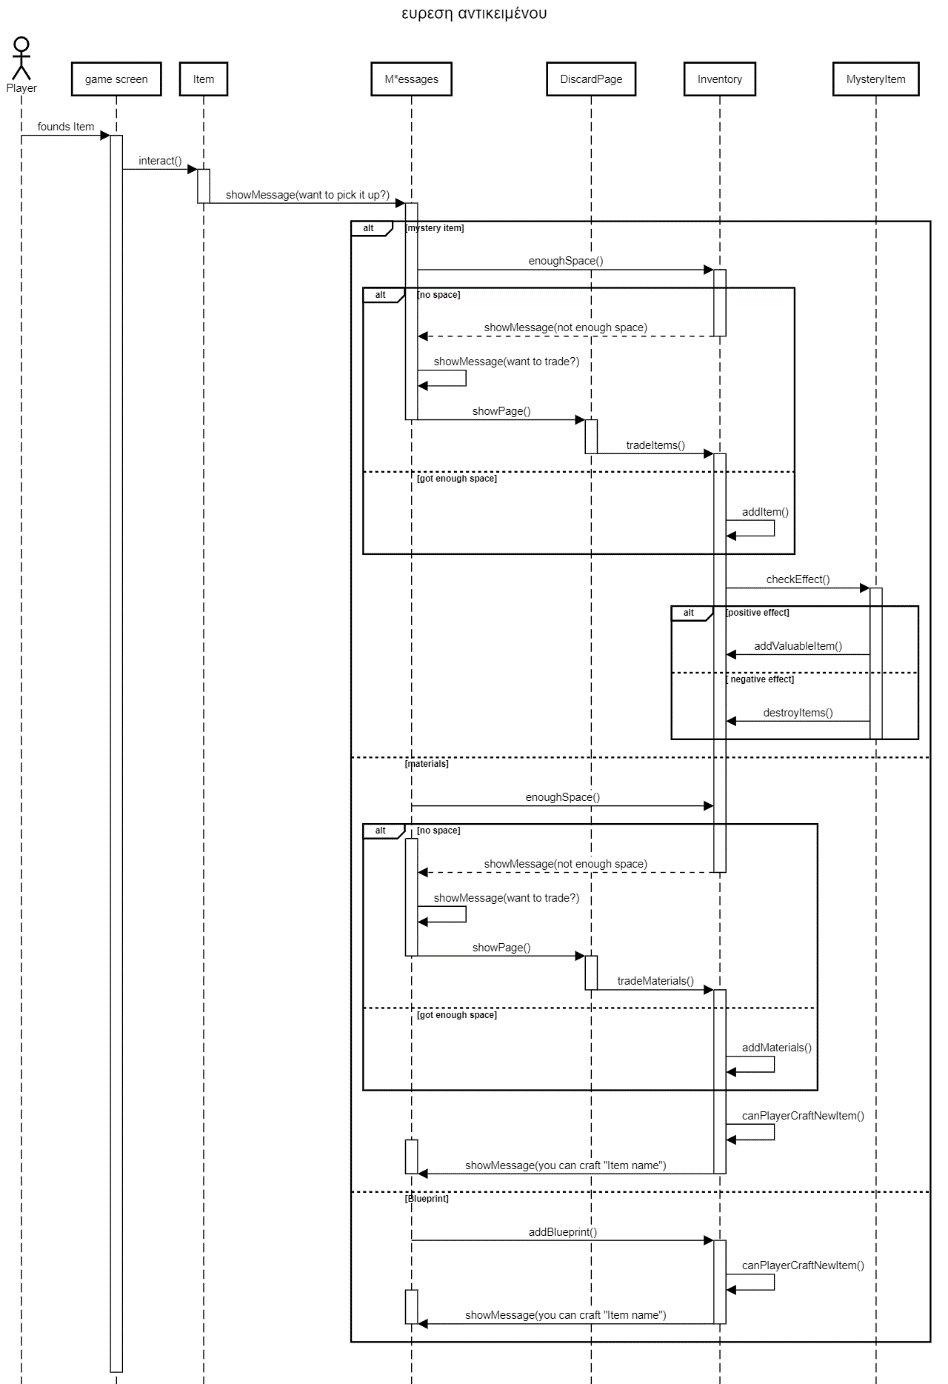 ευρεση αντικειμένου
Player
game screen
Item
M*essages
DiscardPage
Inventory
MysteryItem
founds Item
interact()
showMessage(want to pick it up?)
alt
[mystery item]
enoughSpace()
alt
[no space]
showMessage(not enough space)
showMessage(want to trade?)
showPage()
tradeItems()
[got enough space]
addItem()
checkEffect()
alt
[positive effect]
addValuableItem()
[ negative effect]
destroyItems()
[materials]
enoughSpace()
alt
[no space]
showMessage(not enough space)
showMessage(want to trade?)
showPage()
tradeMaterials()
[got enough space]
addMaterials()
canPlayerCraftNewItem()
showMessage(you can craft "Item name")
[Blueprint]
addBlueprint()
canPlayerCraftNewItem()
showMessage(you can craft "Item name")